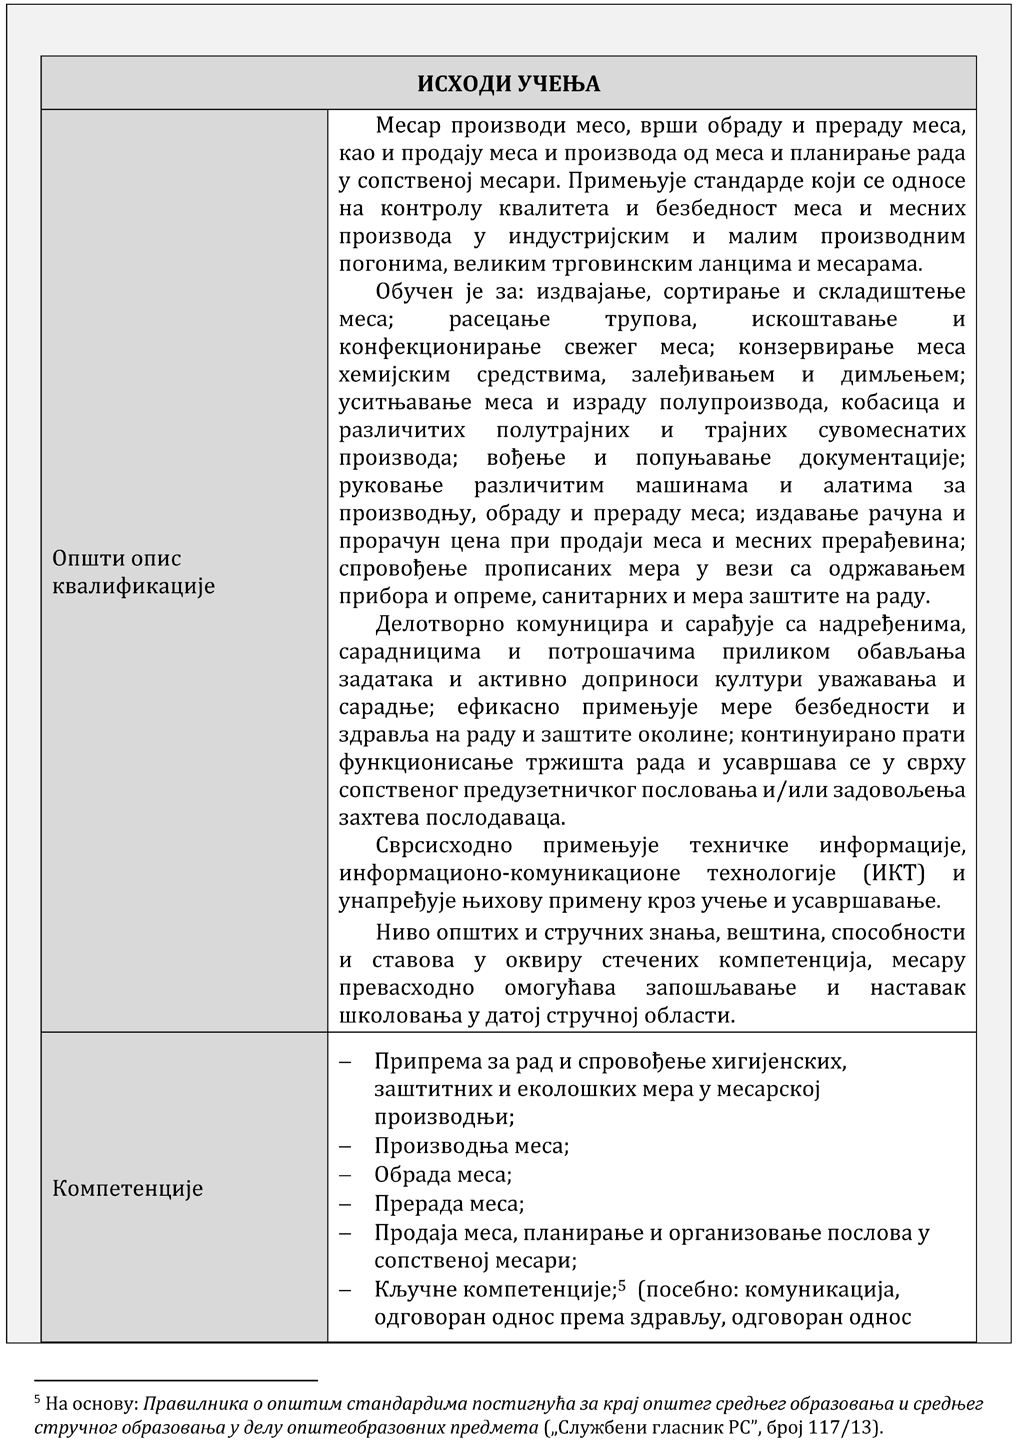 ИСХОДИ УЧЕЊА
Општи опис
квалификације
Месар производи месо, врши обраду и прераду меса,
као и продају меса и производа од меса и планирање рада
у сопственој месари. Примењује стандарде који се односе
на контролу квалитета и безбедност меса и месних
производа у индустријским и малим производним
погонима, великим трговинским ланцима и месарама.
Обучен је за: издвајање, сортирање и складиштење
меса; расецање трупова, искоштавање и
конфекционирање свежег меса; конзервирање меса
хемијским средствима, залеђивањем и димљењем;
уситњавање меса и израду полупроизвода, кобасица и
различитих полутрајних и трајних сувомеснатих
производа; вођење и попуњавање документације;
руковање различитим машинама и алатима за
производњу, обраду и прераду меса; издавање рачуна и
прорачун цена при продаји меса и месних прерађевина;
спровођење прописаних мера у вези са одржавањем
прибора и опреме, санитарних и мера заштите на раду.
Делотворно комуницира и сарађује са надређенима,
сарадницима и потрошачима приликом обављања
задатака и активно доприноси култури уважавања и
сарадње; ефикасно примењује мере безбедности и
здравља на раду и заштите околине; континуирано прати
функционисање тржишта рада и усавршава се у сврху
сопственог предузетничког пословања и/или задовољења
захтева послодаваца.
Сврсисходно примењује техничке информације,
информационо-комуникационе технологије (ИКТ) и
унапређује њихову примену кроз учење и усавршавање.
Ниво општих и стручних знања, вештина, способности
и ставова у оквиру стечених компетенција, месару
превасходно омогућава запошљавање и наставак
школовања у датој стручној области.
Компетенције
– Припрема за рад и спровођење хигијенских,
заштитних и еколошких мера у месарској
производњи;
– Производња меса;
– Обрада меса;
– Прерада меса;
– Продаја меса, планирање и организовање послова у
сопственој месари;
– Кључне компетенције;⁵ (посебно: комуникација,
одговоран однос према здрављу, одговоран однос
⁵ На основу: Правилника о општим стандардима постигнућа за крај општег средњег образовања и средњег
стручног образовања у делу општеобразовних предмета („Службени гласник РС”, број 117/13).